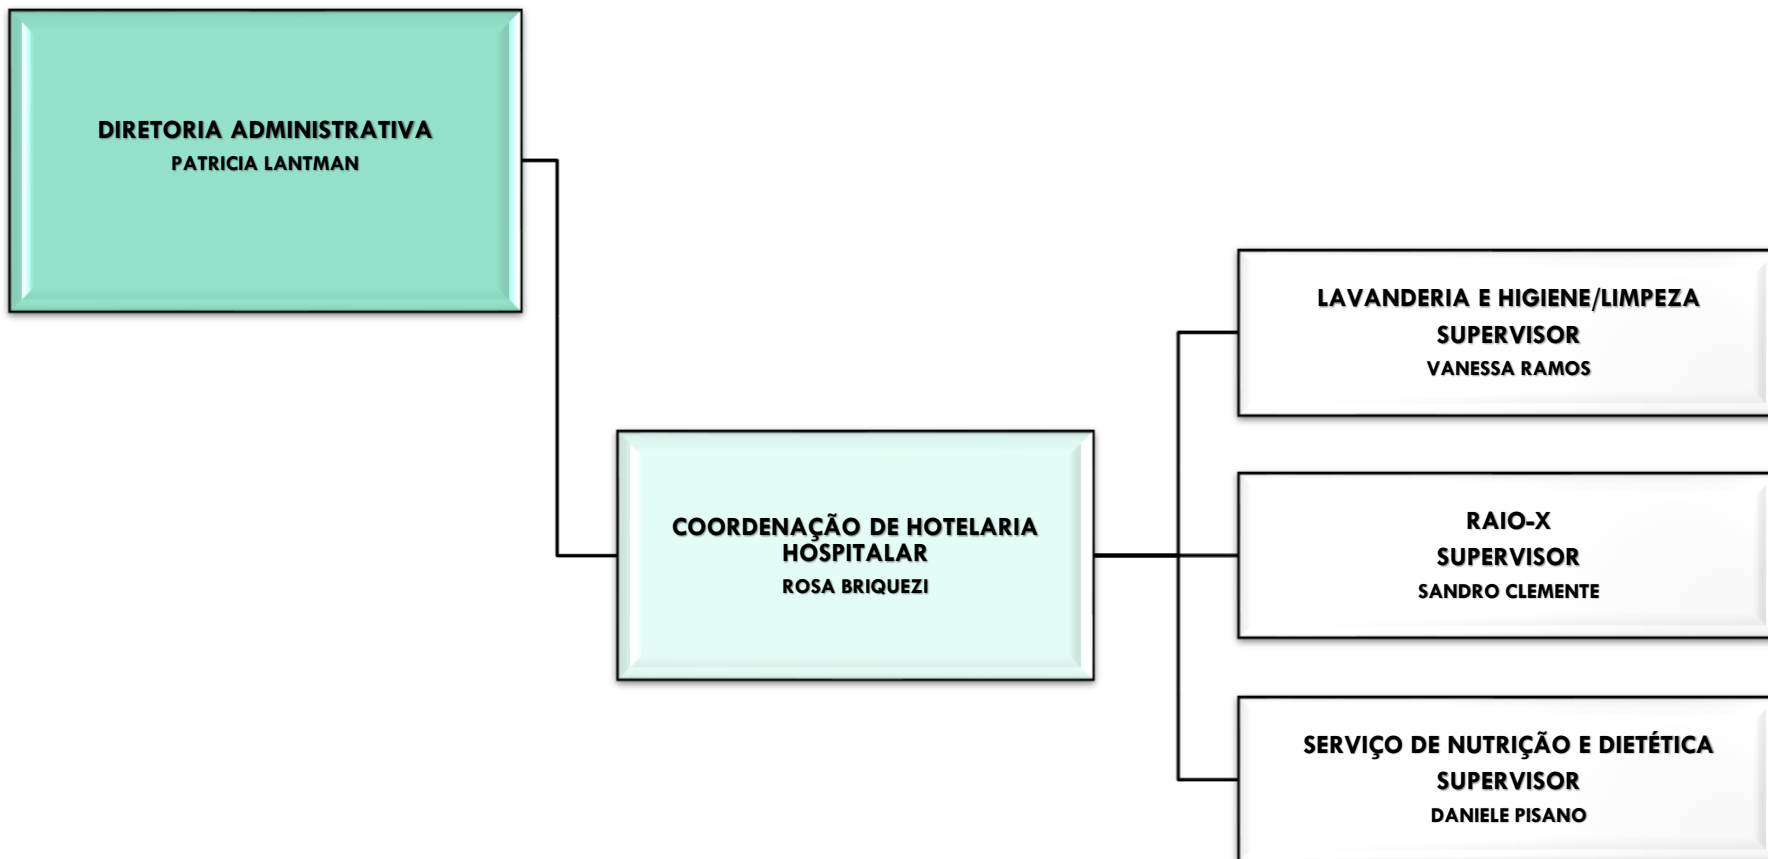 DIRETORIA ADMINISTRATIVA
PATRICIA LANTMAN
COORDENAÇÃO DE HOTELARIA
HOSPITALAR
ROSA BRIQUEZI
LAVANDERIA E HIGIENE/LIMPEZA
SUPERVISOR
VANESSA RAMOS
RAIO-X
SUPERVISOR
SANDRO CLEMENTE
SERVIÇO DE NUTRIÇÃO E DIETÉTICA
SUPERVISOR
DANIELE PISANO